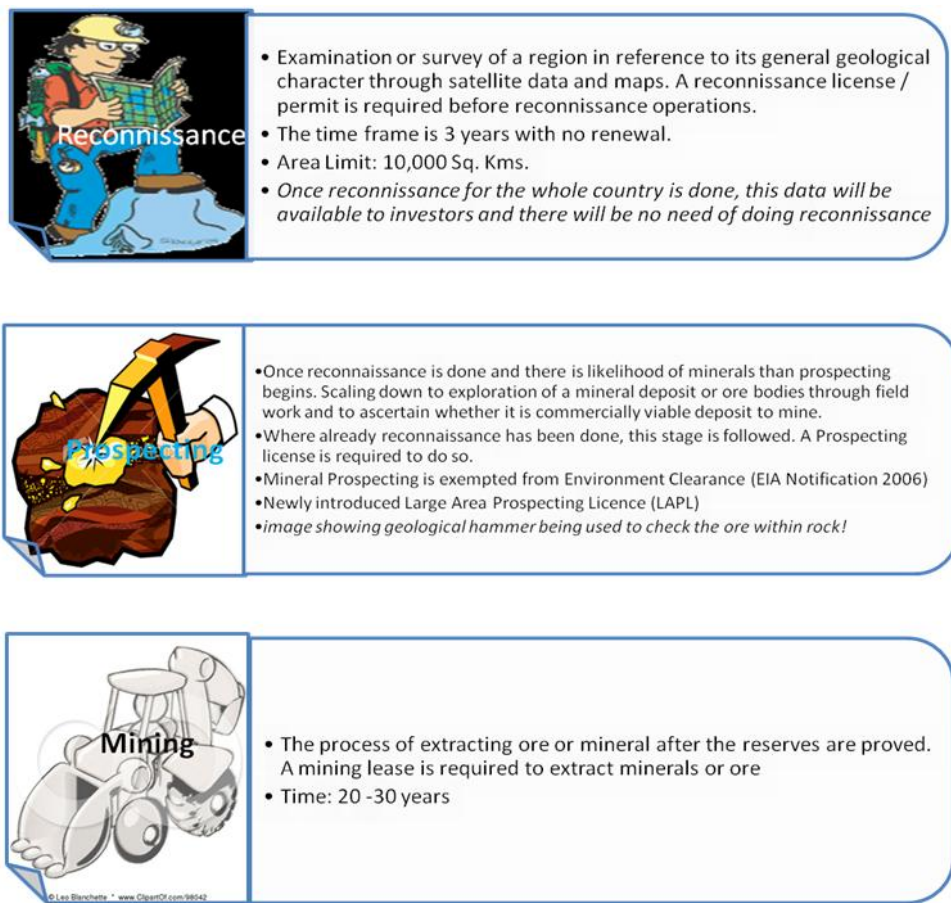 Reconnissance
• Examination or survey of a region in reference to its general geological
character through satellite data and maps. A reconnissance license /
permit is required before reconnissance operations.
• The time frame is 3 years with no renewal.
• Area Limit: 10,000 Sq. Kms.
• Once reconnissance for the whole country is done, this data will be
available to investors and there will be no need of doing reconnissance
Prospecting
•Once reconnaissance is done and there is likelihood of minerals than prospecting
begins. Scaling down to exploration of a mineral deposit or ore bodies through field
work and to ascertain whether it is commercially viable deposit to mine.
•Where already reconnaissance has been done, this stage is followed. A Prospecting
license is required to do so.
•Mineral Prospecting is exempted from Environment Clearance (EIA Notification 2006)
•Newly introduced Large Area Prospecting Licence (LAPL)
•image showing geological hammer being used to check the ore within rock!
Mining
• The process of extracting ore or mineral after the reserves are proved.
A mining lease is required to extract minerals or ore
• Time: 20 -30 years
© Leo Blanchette * www.ClipartOf.com/98042